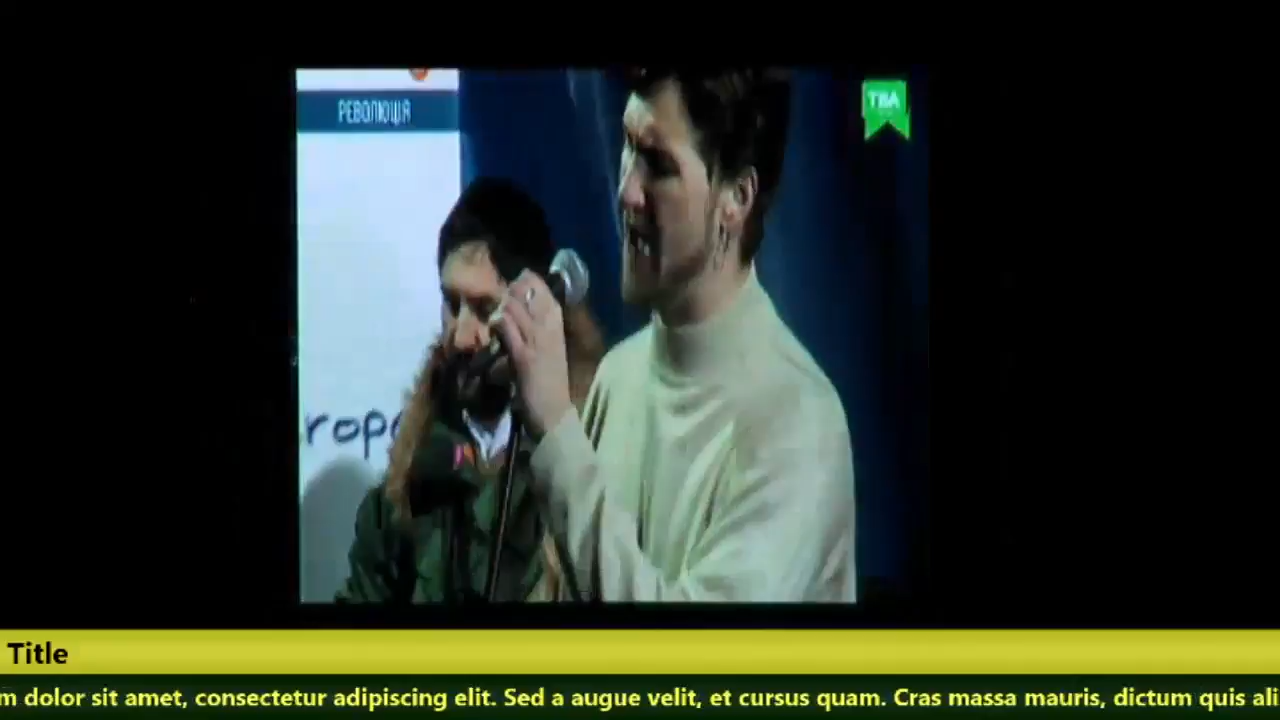 РЕВОЛЮЦІЯ
ТВА
горо
Title
m dolor sit amet, consectetur adipiscing elit. Sed a augue velit, et cursus quam. Cras massa mauris, dictum quis ali